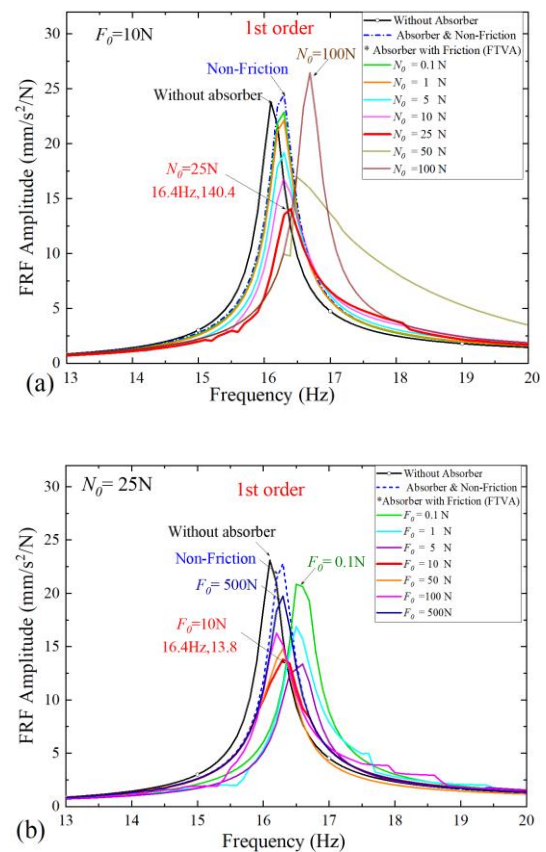 F₀=10N
1st order
Without Absorber
Absorber & Non-Friction
* Absorber with Friction (FTVA)
N₀ = 0.1 N
N₀ = 1 N
N₀ = 5 N
N₀ = 10 N
N₀ = 25 N
N₀ = 50 N
N₀ = 100 N
N₀=100N
Non-Friction
Without absorber
N₀=25N
16.4Hz,140.4
FRF Amplitude (mm/s²/N)
0
5
10
15
20
25
30
13
14
15
16
17
18
19
20
Frequency (Hz)
(a)
N₀= 25N
1st order
Without Absorber
Absorber & Non-Friction
*Absorber with Friction (FTVA)
F₀ = 0.1 N
F₀ = 1 N
F₀ = 5 N
F₀ = 10 N
F₀ = 50 N
F₀ = 100 N
F₀ = 500N
Without absorber
Non-Friction
F₀ = 500N
F₀ = 0.1N
F₀=10N
16.4Hz,13.8
FRF Amplitude (mm/s²/N)
0
5
10
15
20
25
30
13
14
15
16
17
18
19
20
Frequency (Hz)
(b)